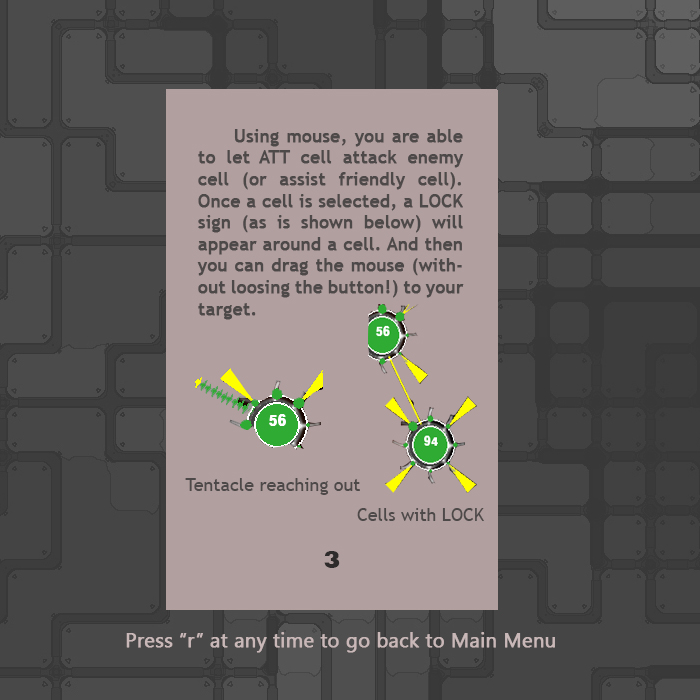 Using mouse, you are able
to let ATT cell attack enemy
cell (or assist friendly cell).
Once a cell is selected, a LOCK
sign (as is shown below) will
appear around a cell. And then
you can drag the mouse (with-
out loosing the button!) to your
target.
56
56
94
Tentacle reaching out
Cells with LOCK
3
Press “r” at any time to go back to Main Menu